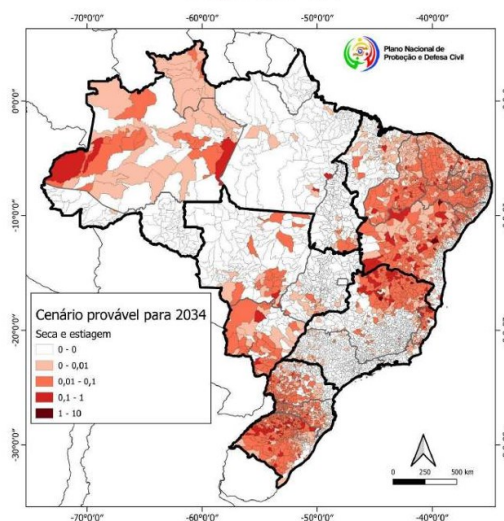 -70°0'0"
-60°0'0"
-50°0'0"
-40°0'0"
Plano Nacional de
Proteção e Defesa Civil
0°0'0"
-10°0'0"
-20°0'0"
-30°0'0"
Cenário provável para 2034
Seca e estiagem
0 - 0
0 - 0,01
0,01 - 0,1
0,1 - 1
1 - 10
0 250 500 km
-70°0'0"
-60°0'0"
-50°0'0"
-40°0'0"